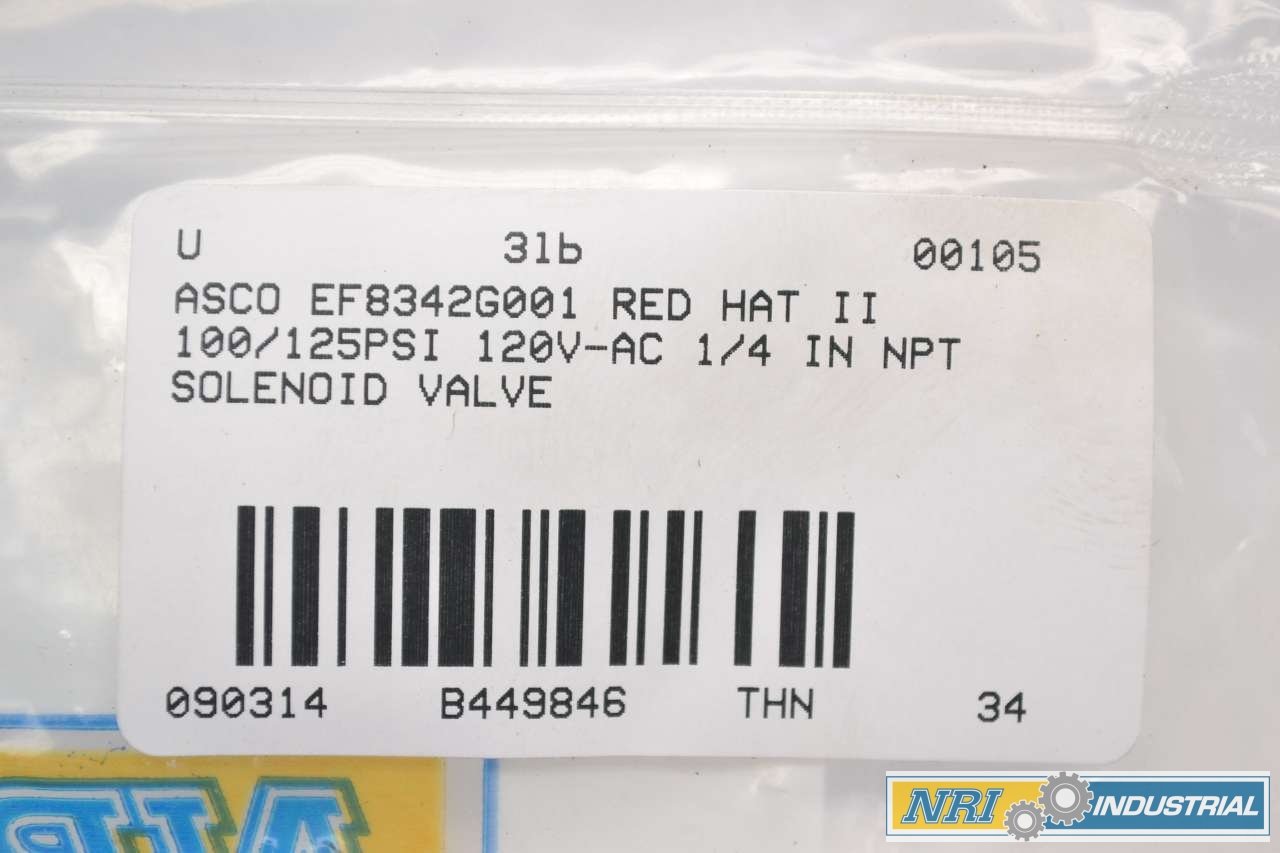 U 3lb 00105
ASCO EF8342G001 RED HAT II
100/125PSI 120V-AC 1/4 IN NPT
SOLENOID VALVE
090314 B449846 THN 34
NRI INDUSTRIAL